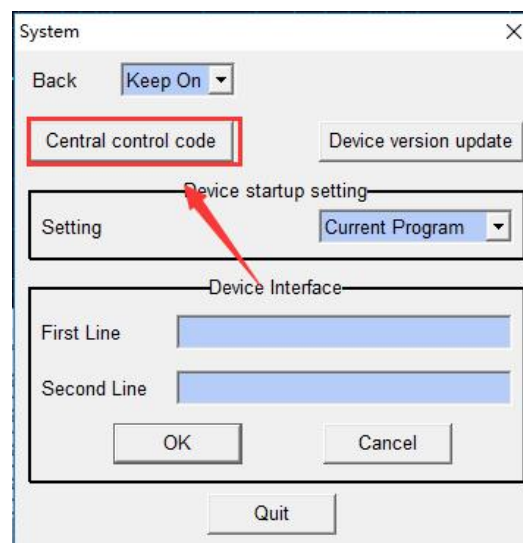 System
Back Keep On
Central control code Device version update
Device startup setting
Setting Current Program
Device Interface
First Line
Second Line
OK Cancel
Quit